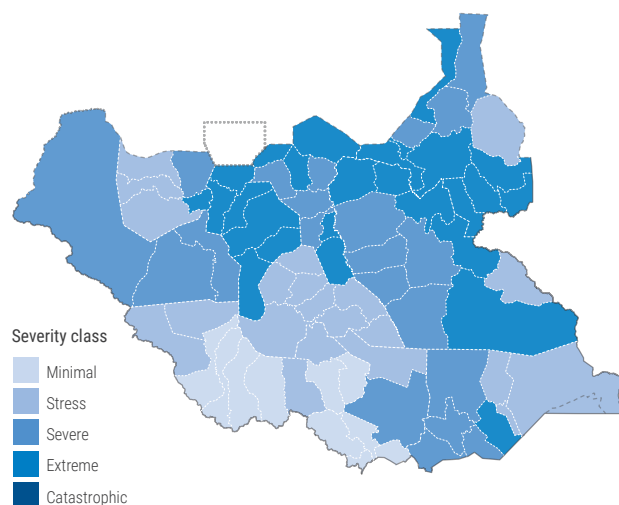 Severity class
Minimal
Stress
Severe
Extreme
Catastrophic